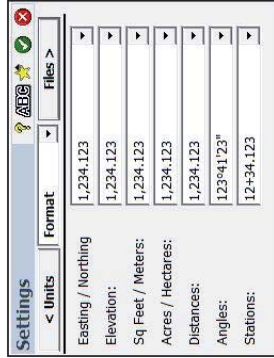 Settings ABC
< Units Format Files >
Easting / Northing 1,234.123
Elevation: 1,234.123
Sq Feet / Meters: 1,234.123
Acres / Hectares: 1,234.123
Distances: 1,234.123
Angles: 123°41'23"
Stations: 12+34.123